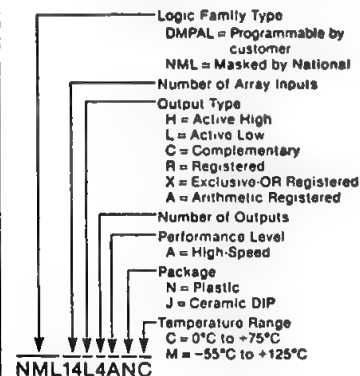 Logic Family Type
DMPAL = Programmable by
customer
NML = Masked by National
Number of Array Inputs
Output Type
H = Active High
L = Active Low
C = Complementary
R = Registered
X = Exclusive-OR Registered
A = Arithmetic Registered
Number of Outputs
Performance Level
A = High-Speed
Package
N = Plastic
J = Ceramic DIP
Temperature Range
C = 0°C to +75°C
M = -55°C to +125°C
NML14L4ANC